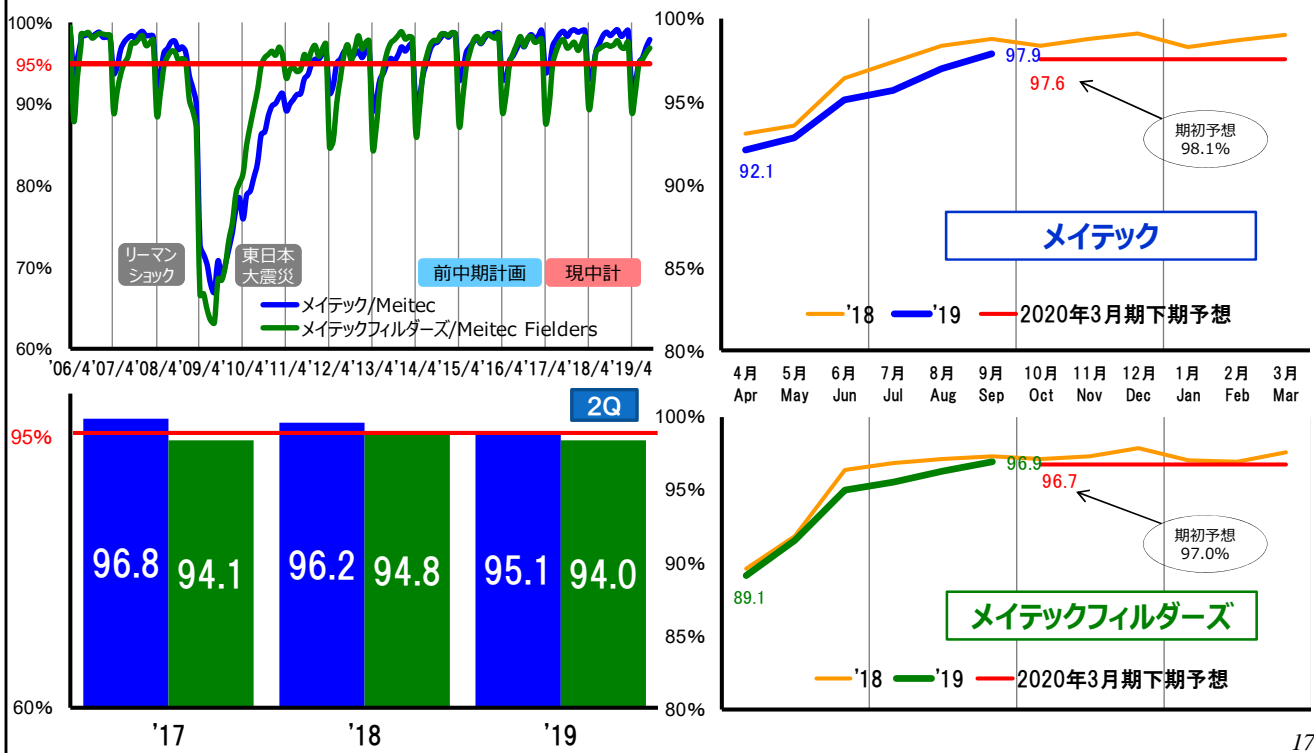 100%
95%
90%
80%
70%
60%
リーマン
ショック
東日本
大震災
前中期計画
現中計
メイテック/Meitec
メイテックフィルダーズ/Meitec Fielders
'06/4'07/4'08/4'09/4'10/4'11/4'12/4'13/4'14/4'15/4'16/4'17/4'18/4'19/4
100%
95%
90%
85%
80%
97.9
97.6
92.1
期初予想
98.1%
メイテック
'18
'19
2020年3月期下期予想
4月 5月 6月 7月 8月 9月 10月 11月 12月 1月 2月 3月
Apr May Jun Jul Aug Sep Oct Nov Dec Jan Feb Mar
2Q
95%
60%
96.8
94.1
96.2
94.8
95.1
94.0
'17
'18
'19
100%
95%
90%
85%
80%
96.9
96.7
89.1
期初予想
97.0%
メイテックフィルダーズ
'18
'19
2020年3月期下期予想
17